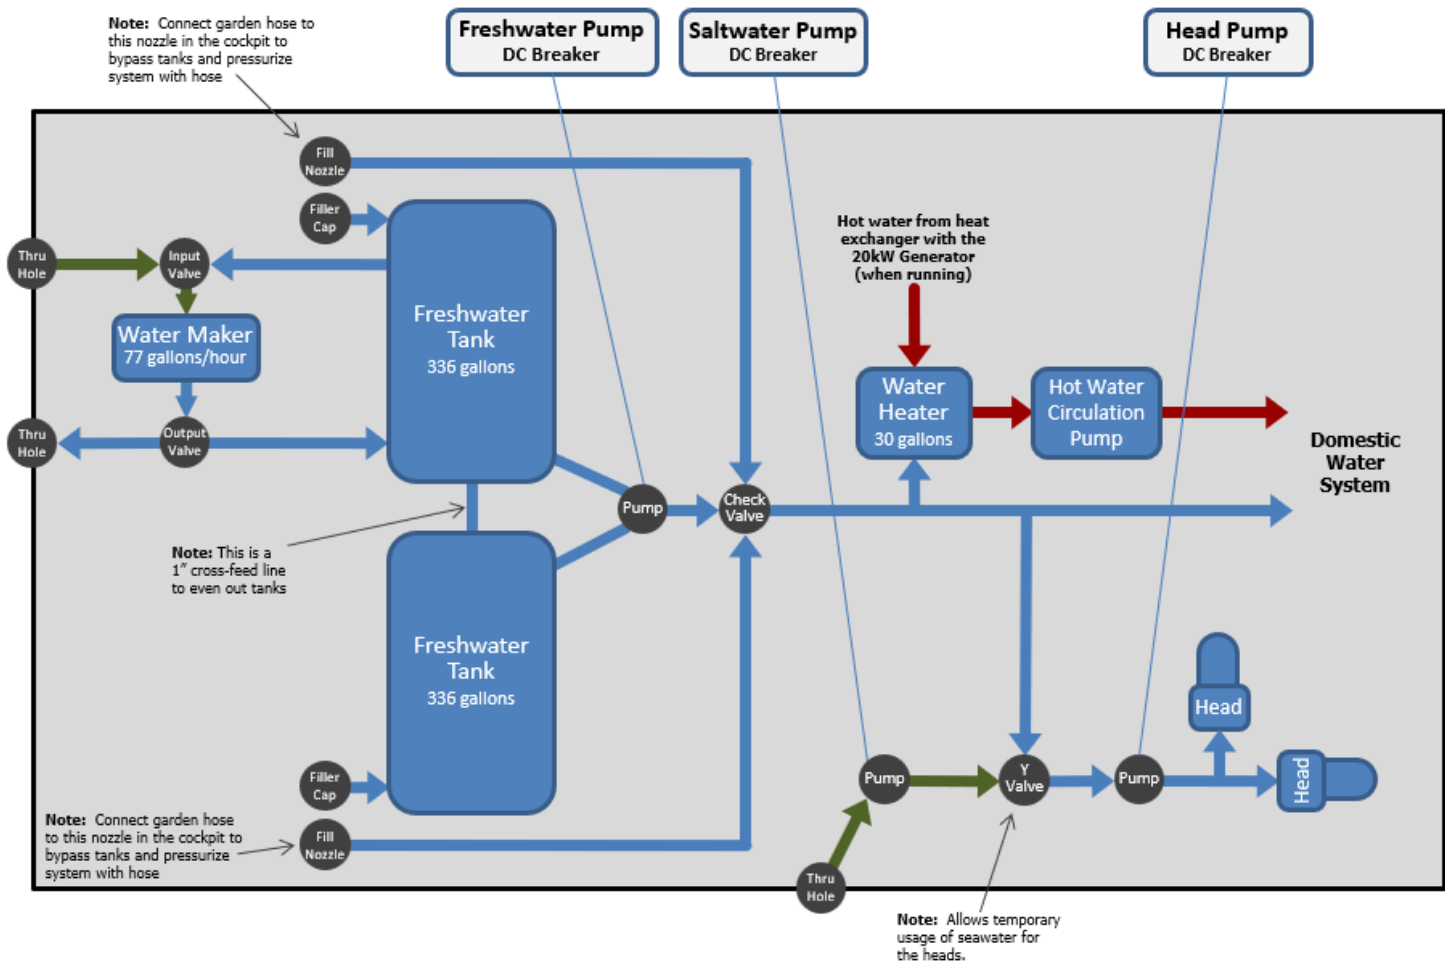 Note: Connect garden hose to
this nozzle in the cockpit to
bypass tanks and pressurize
system with hose
Freshwater Pump
DC Breaker
Saltwater Pump
DC Breaker
Head Pump
DC Breaker
Fill
Nozzle
Filler
Cap
Thru
Hole
Input
Valve
Water Maker
77 gallons/hour
Thru
Hole
Output
Valve
Freshwater
Tank
336 gallons
Hot water from heat
exchanger with the
20kW Generator
(when running)
Water
Heater
30 gallons
Hot Water
Circulation
Pump
Domestic
Water
System
Pump
Check
Valve
Note: This is a
1" cross-feed line
to even out tanks
Freshwater
Tank
336 gallons
Filler
Cap
Note: Connect garden hose
to this nozzle in the cockpit to
bypass tanks and pressurize
system with hose
Fill
Nozzle
Pump
Y
Valve
Pump
Head
Head
Thru
Hole
Note: Allows temporary
usage of seawater for
the heads.